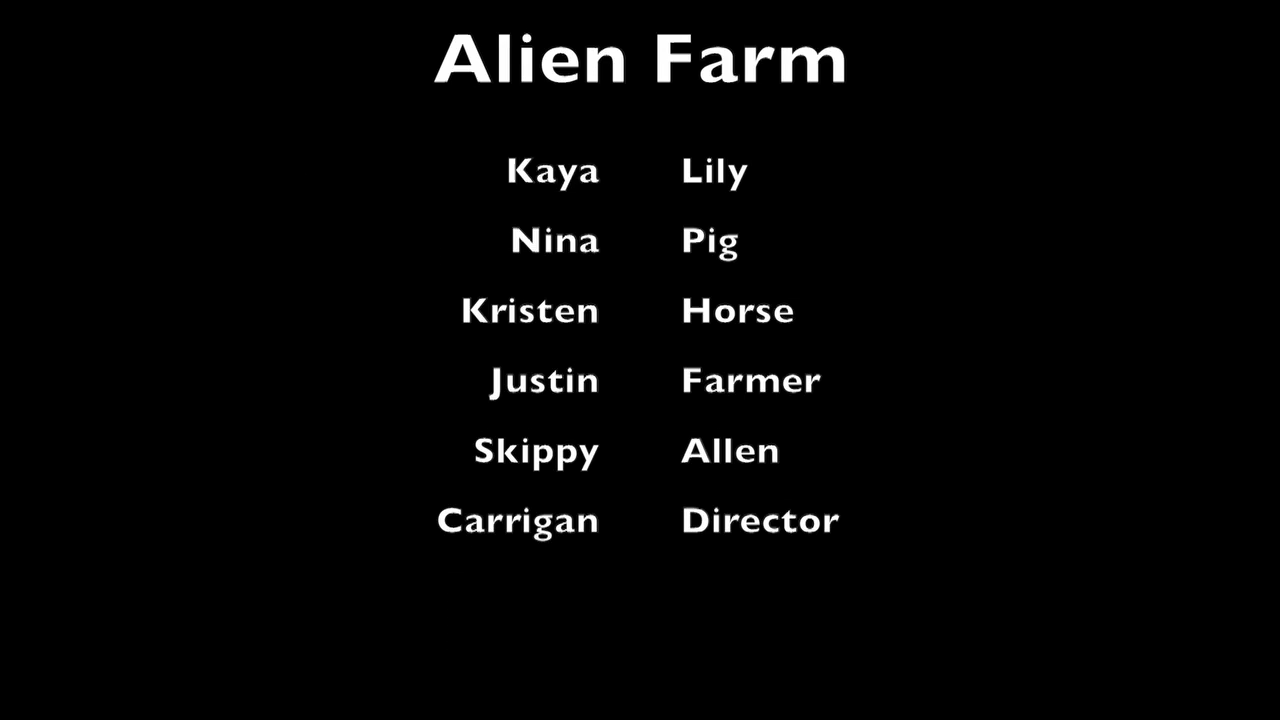 Alien Farm
Kaya Lily
Nina Pig
Kristen Horse
Justin Farmer
Skippy Allen
Carrigan Director